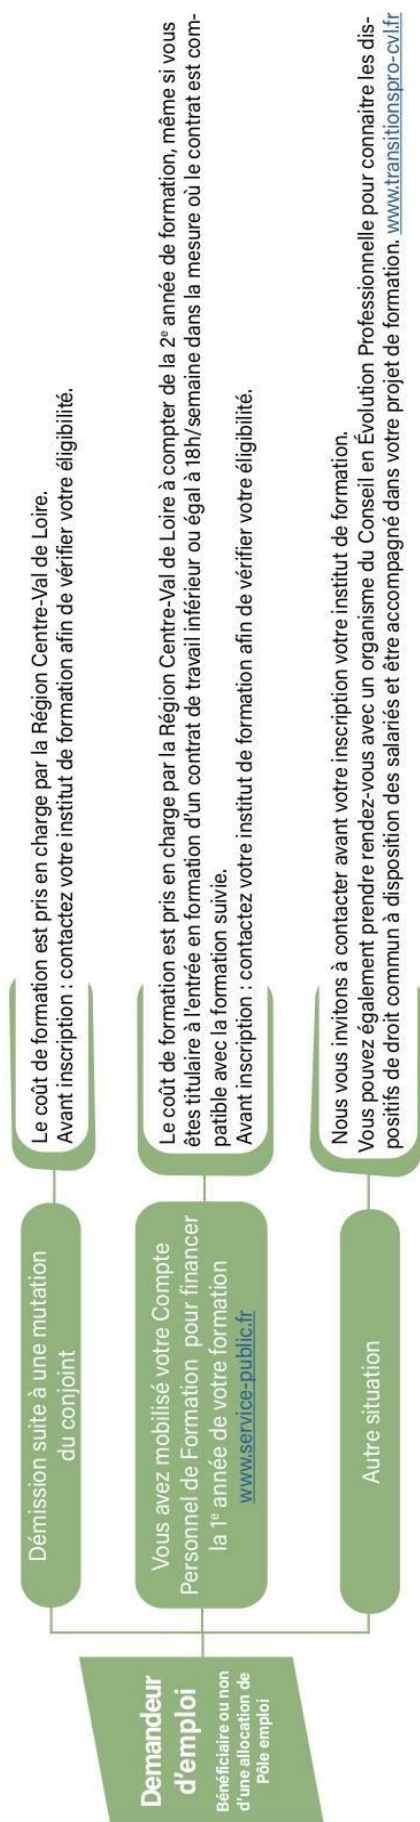 Demandeur
d'emploi
Bénéficiaire ou non
d'une allocation de
Pôle emploi
Démission suite à une mutation
du conjoint
Le coût de formation est pris en charge par la Région Centre-Val de Loire.
Avant inscription : contactez votre institut de formation afin de vérifier votre éligibilité.
Vous avez mobilisé votre Compte
Personnel de Formation pour financer
la 1e année de votre formation
www.service-public.fr
Le coût de formation est pris en charge par la Région Centre-Val de Loire à compter de la 2e année de formation, même si vous
êtes titulaire à l'entrée en formation d'un contrat de travail inférieur ou égal à 18h/semaine dans la mesure où le contrat est com-
patible avec la formation suivie.
Avant inscription : contactez votre institut de formation afin de vérifier votre éligibilité.
Autre situation
Nous vous invitons à contacter avant votre inscription votre institut de formation.
Vous pouvez également prendre rendez-vous avec un organisme du Conseil en Évolution Professionnelle pour connaitre les dis-
positifs de droit commun à disposition des salariés et être accompagné dans votre projet de formation. www.transitionspro-cvl.fr